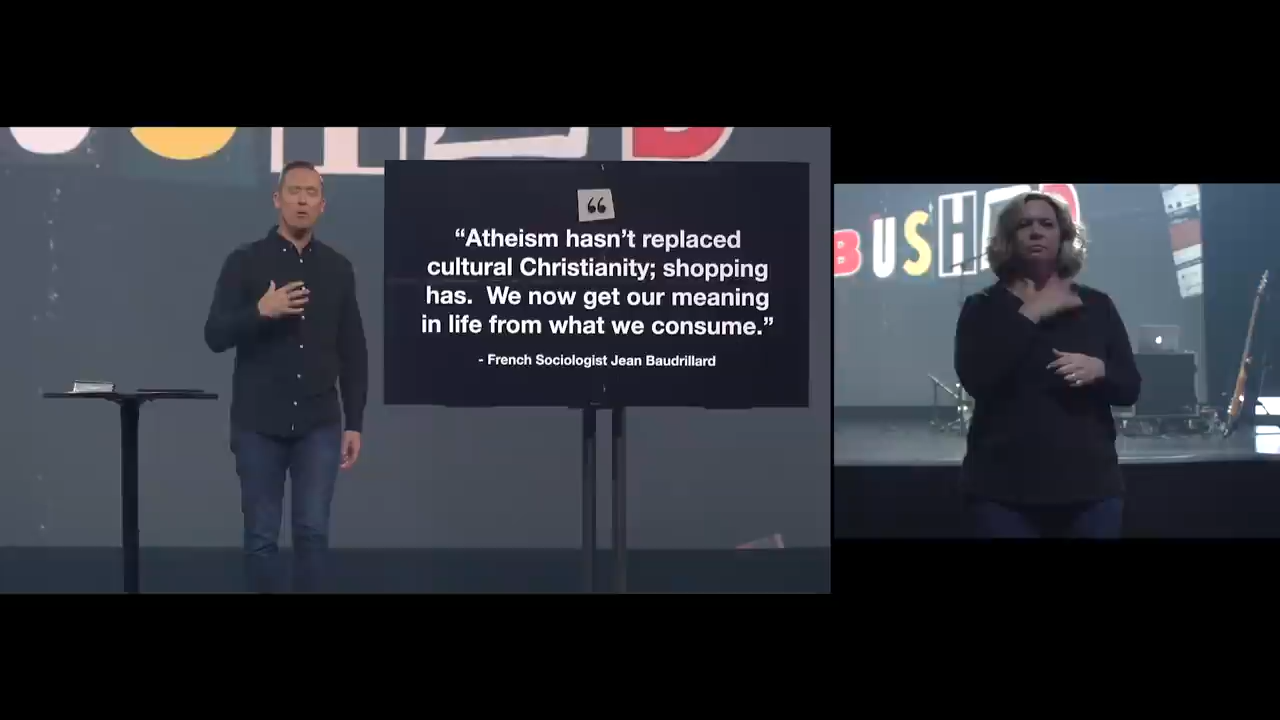 “
“Atheism hasn’t replaced
cultural Christianity; shopping
has.  We now get our meaning
in life from what we consume.”
- French Sociologist Jean Baudrillard
BUSHED